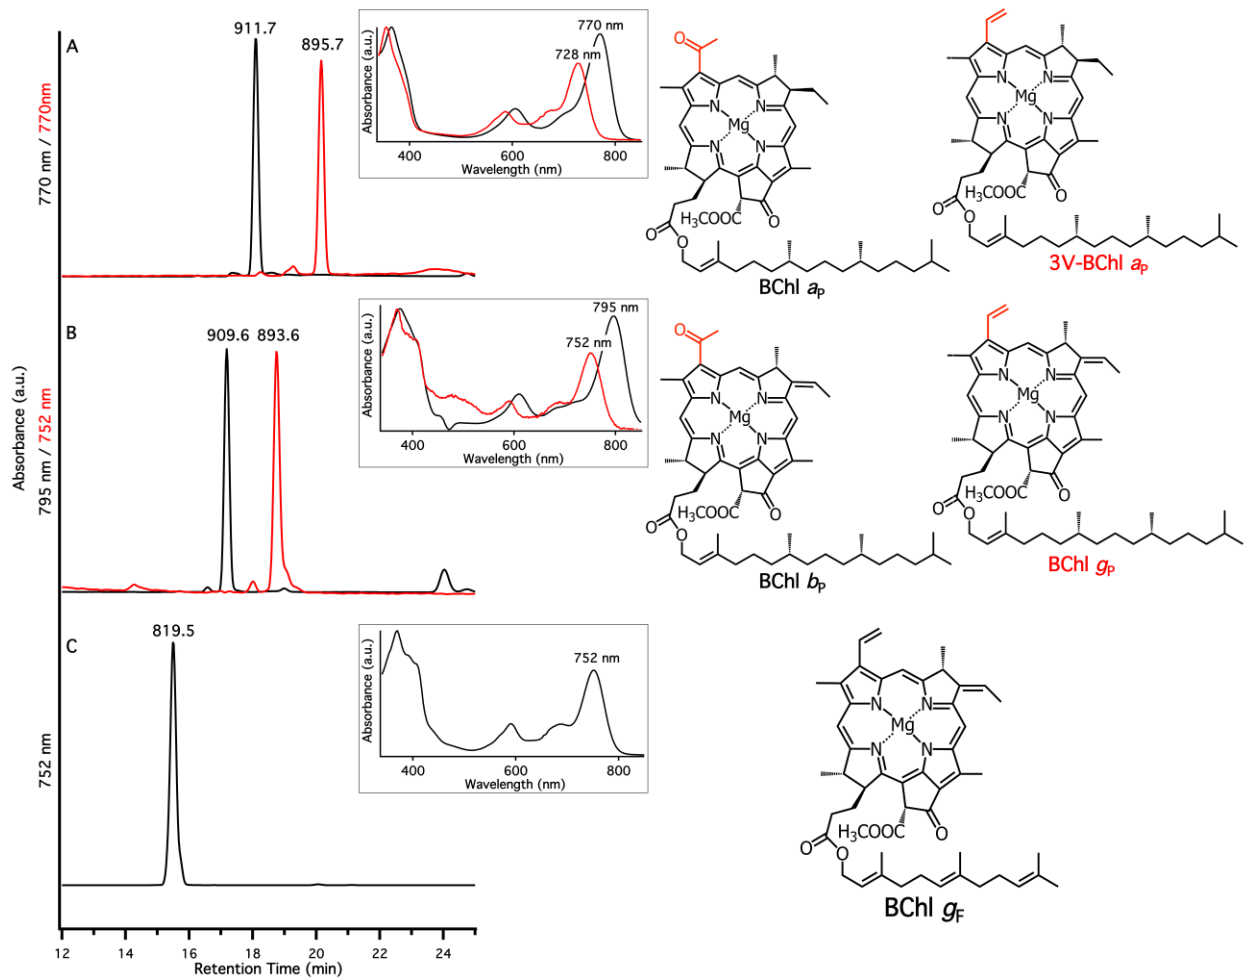 A
911.7
895.7
770 nm / 770nm
Absorbance (a.u.)
770 nm
728 nm
400
600
800
Wavelength (nm)
O
N
N
N
N
Mg
H₃COOC
O
O
O
BChl aₚ
N
N
N
N
Mg
H₃COOC
O
O
O
3V-BChl aₚ
Absorbance (a.u.)
B
909.6
893.6
795 nm / 752 nm
Absorbance (a.u.)
795 nm
752 nm
400
600
800
Wavelength (nm)
O
N
N
N
N
Mg
H₃COOC
O
O
O
BChl bₚ
N
N
N
N
Mg
H₃COOC
O
O
O
BChl gₚ
C
819.5
752 nm
Absorbance (a.u.)
752 nm
400
600
800
Wavelength (nm)
N
N
N
N
Mg
H₃COOC
O
O
O
BChl g_F
12
14
16
18
20
22
24
Retention Time (min)